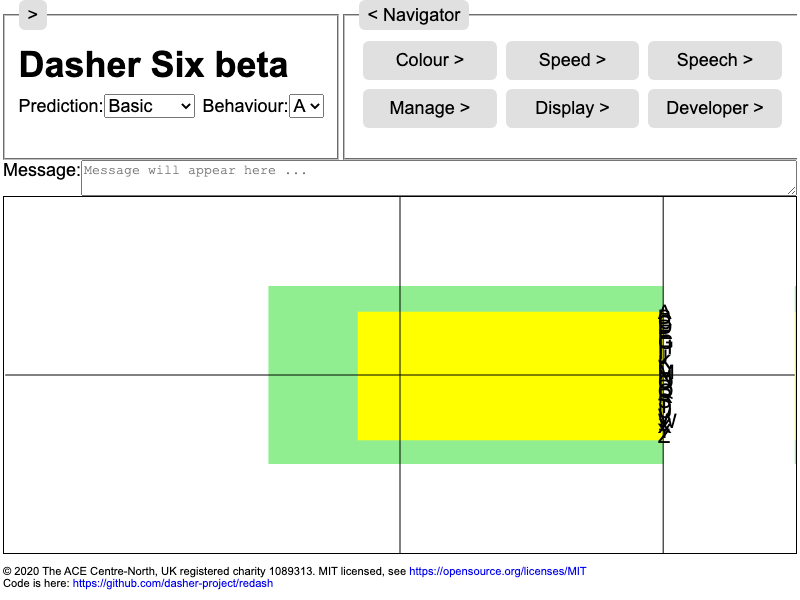 >
< Navigator
Dasher Six beta
Prediction: Basic Behaviour: A
Colour >
Speed >
Speech >
Manage >
Display >
Developer >
Message: Message will appear here ...
A
W
Z
© 2020 The ACE Centre-North, UK registered charity 1089313. MIT licensed, see https://opensource.org/licenses/MIT
Code is here: https://github.com/dasher-project/redash